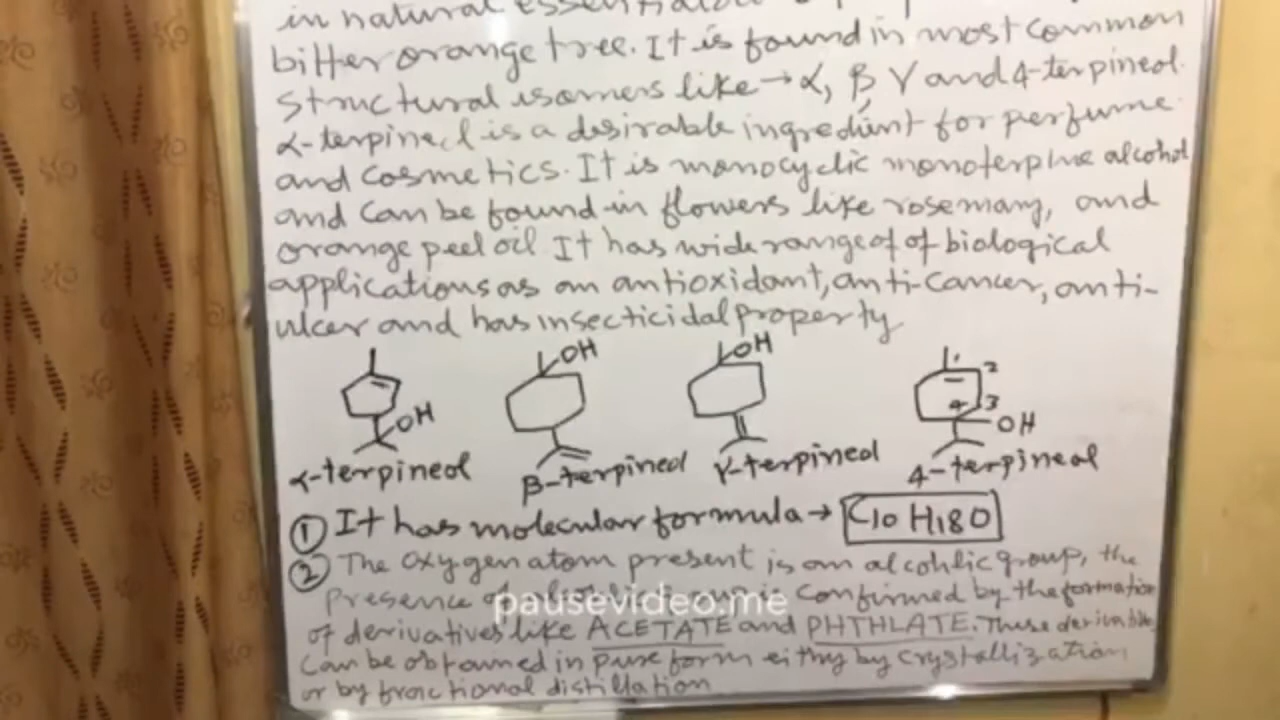 in natural essential oil
bitter orange tree. It is found in most common
structural isomers like → α, β γ and 4-terpineol.
α-terpineol is a desirable ingredient for perfume
and cosmetics. It is monocyclic monoterpine alcohol
and can be found in flowers like rosemary, and
orange peel oil. It has wide range of of biological
applications as an antioxidant, anti-cancer, anti-
ulcer and has insecticidal property
OH OH
1 2
4 3
OH OH
α-terpineol β-terpineol γ-terpineol 4-terpineol
① It has molecular formula → C10 H18 O
② The oxygen atom present is an alcohlic group, the
presence of is confirmed by the formation
pausevideo.me
of derivatives like ACETATE and PHTHLATE. These
can be obtained in pure form by crystallization
or by fractional distillation